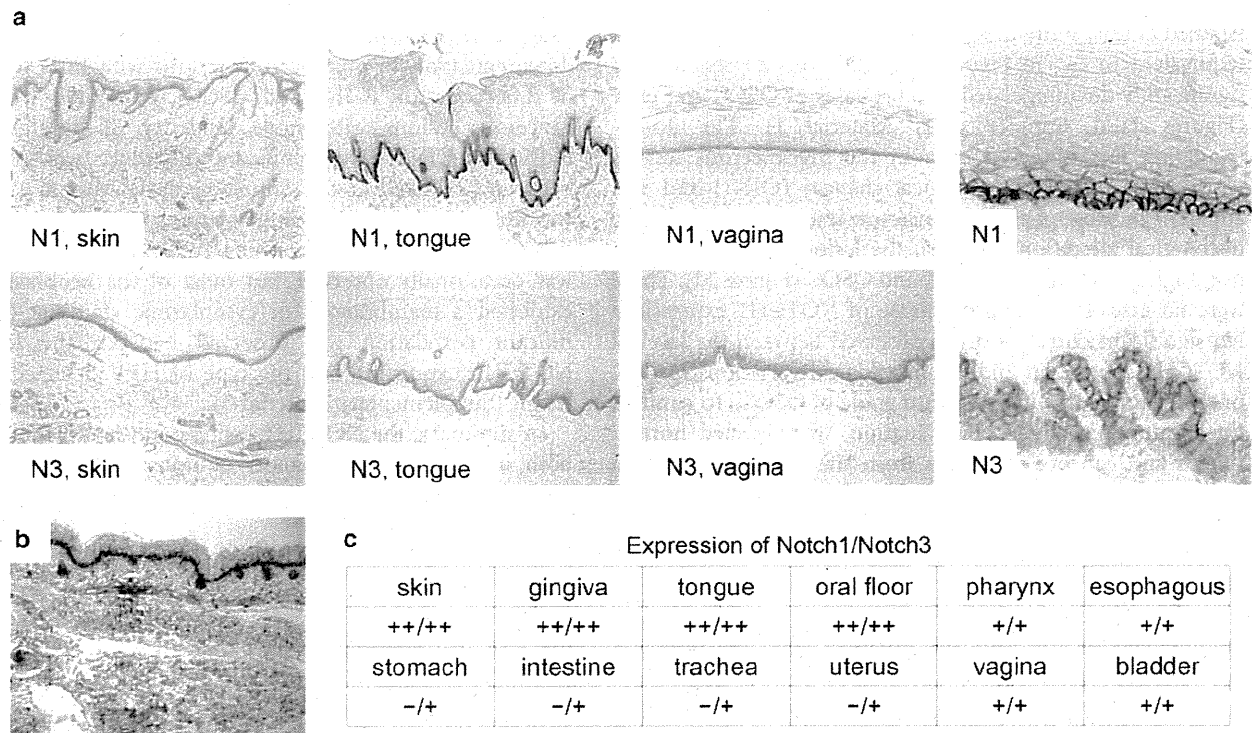 a
N1, skin
N1, tongue
N1, vagina
N1
N3, skin
N3, tongue
N3, vagina
N3
b
c
Expression of Notch1/Notch3
skin gingiva tongue oral floor pharynx esophagous
++/++ ++/++ ++/++ ++/++ +/+ +/+
stomach intestine trachea uterus vagina bladder
−/+ −/+ −/+ −/+ +/+ +/+